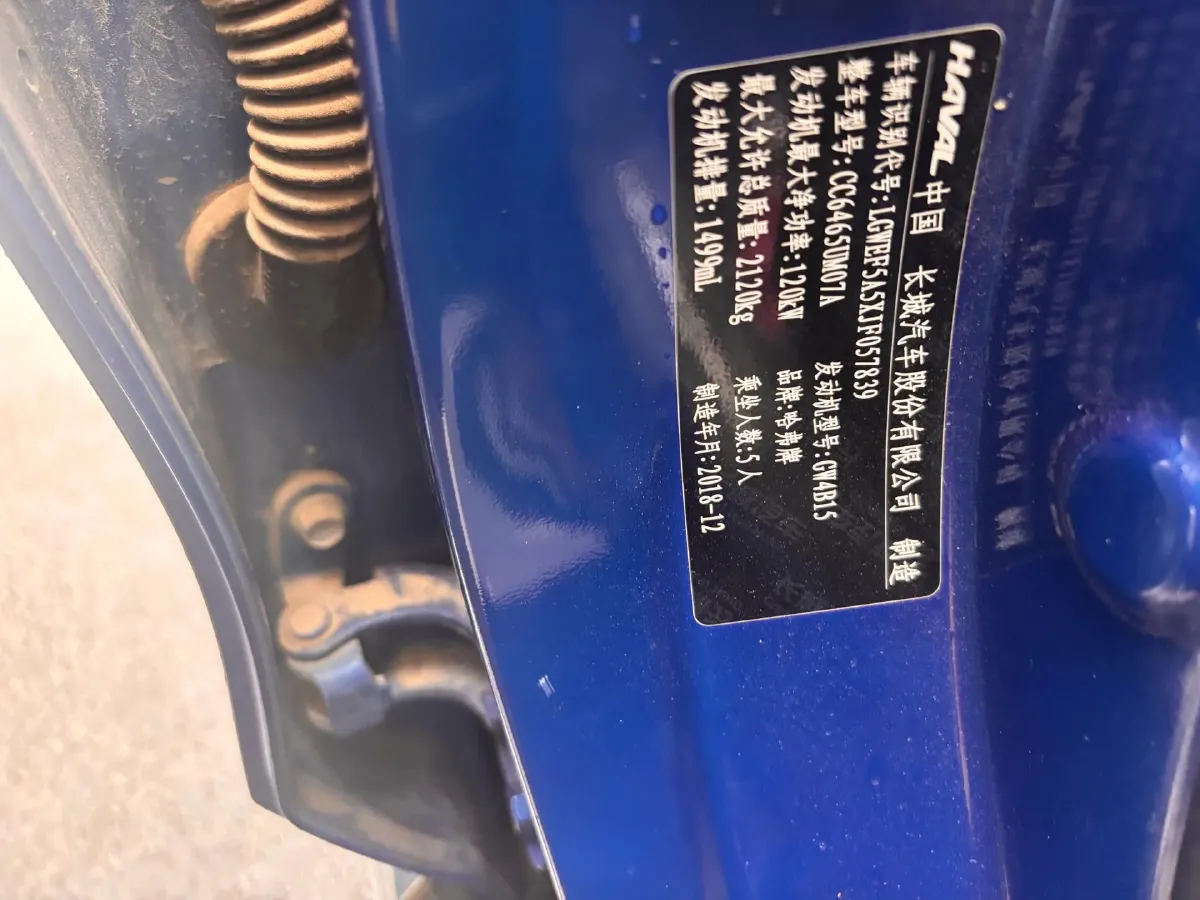 HAVAL 中国 长城汽车股份有限公司 制造
车辆识别代号:LGWEF5A5XJF057839
整车型号:CC6465UM07A 发动机型号:GW4B15
发动机最大净功率:120kW 品牌:哈弗牌
最大允许总质量:2120kg 乘坐人数:5人
发动机排量:1499mL 制造年月:2018-12